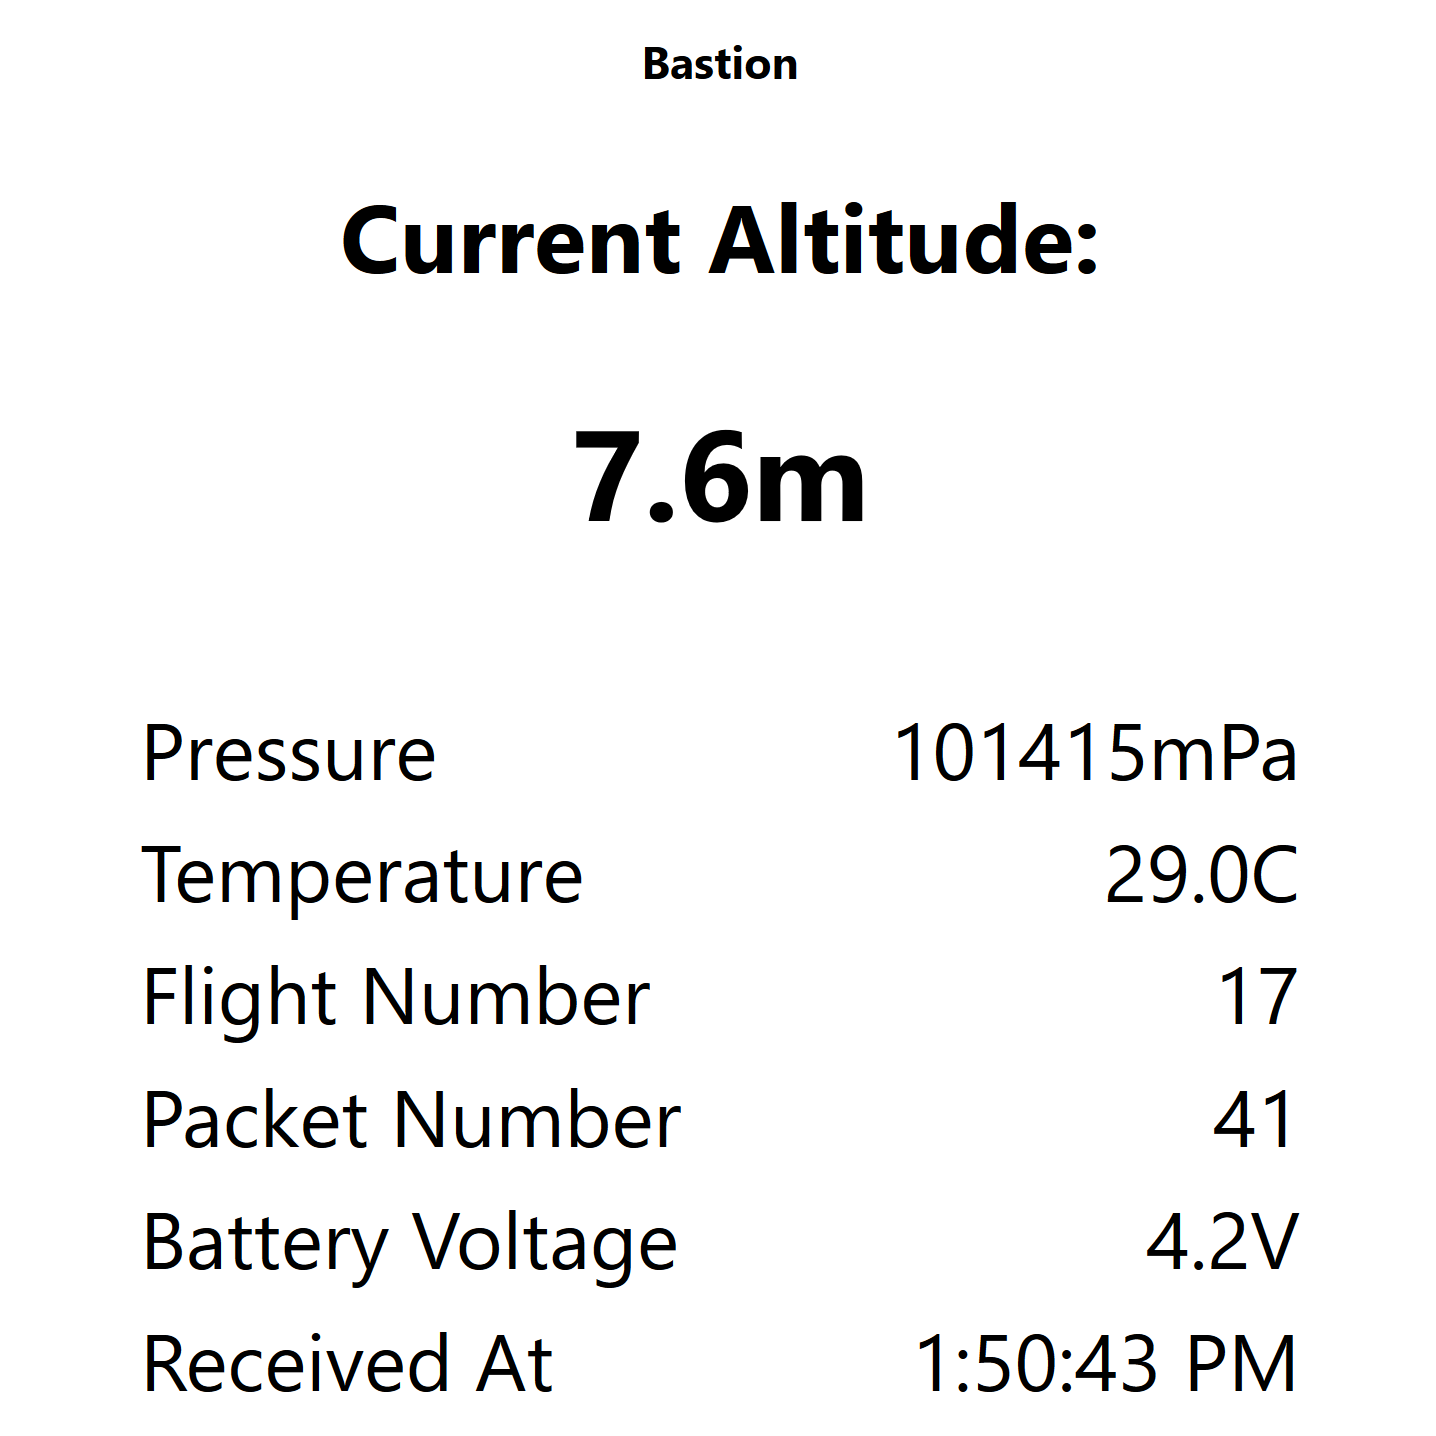 Bastion
Current Altitude:
7.6m
Pressure 101415mPa
Temperature 29.0C
Flight Number 17
Packet Number 41
Battery Voltage 4.2V
Received At 1:50:43 PM